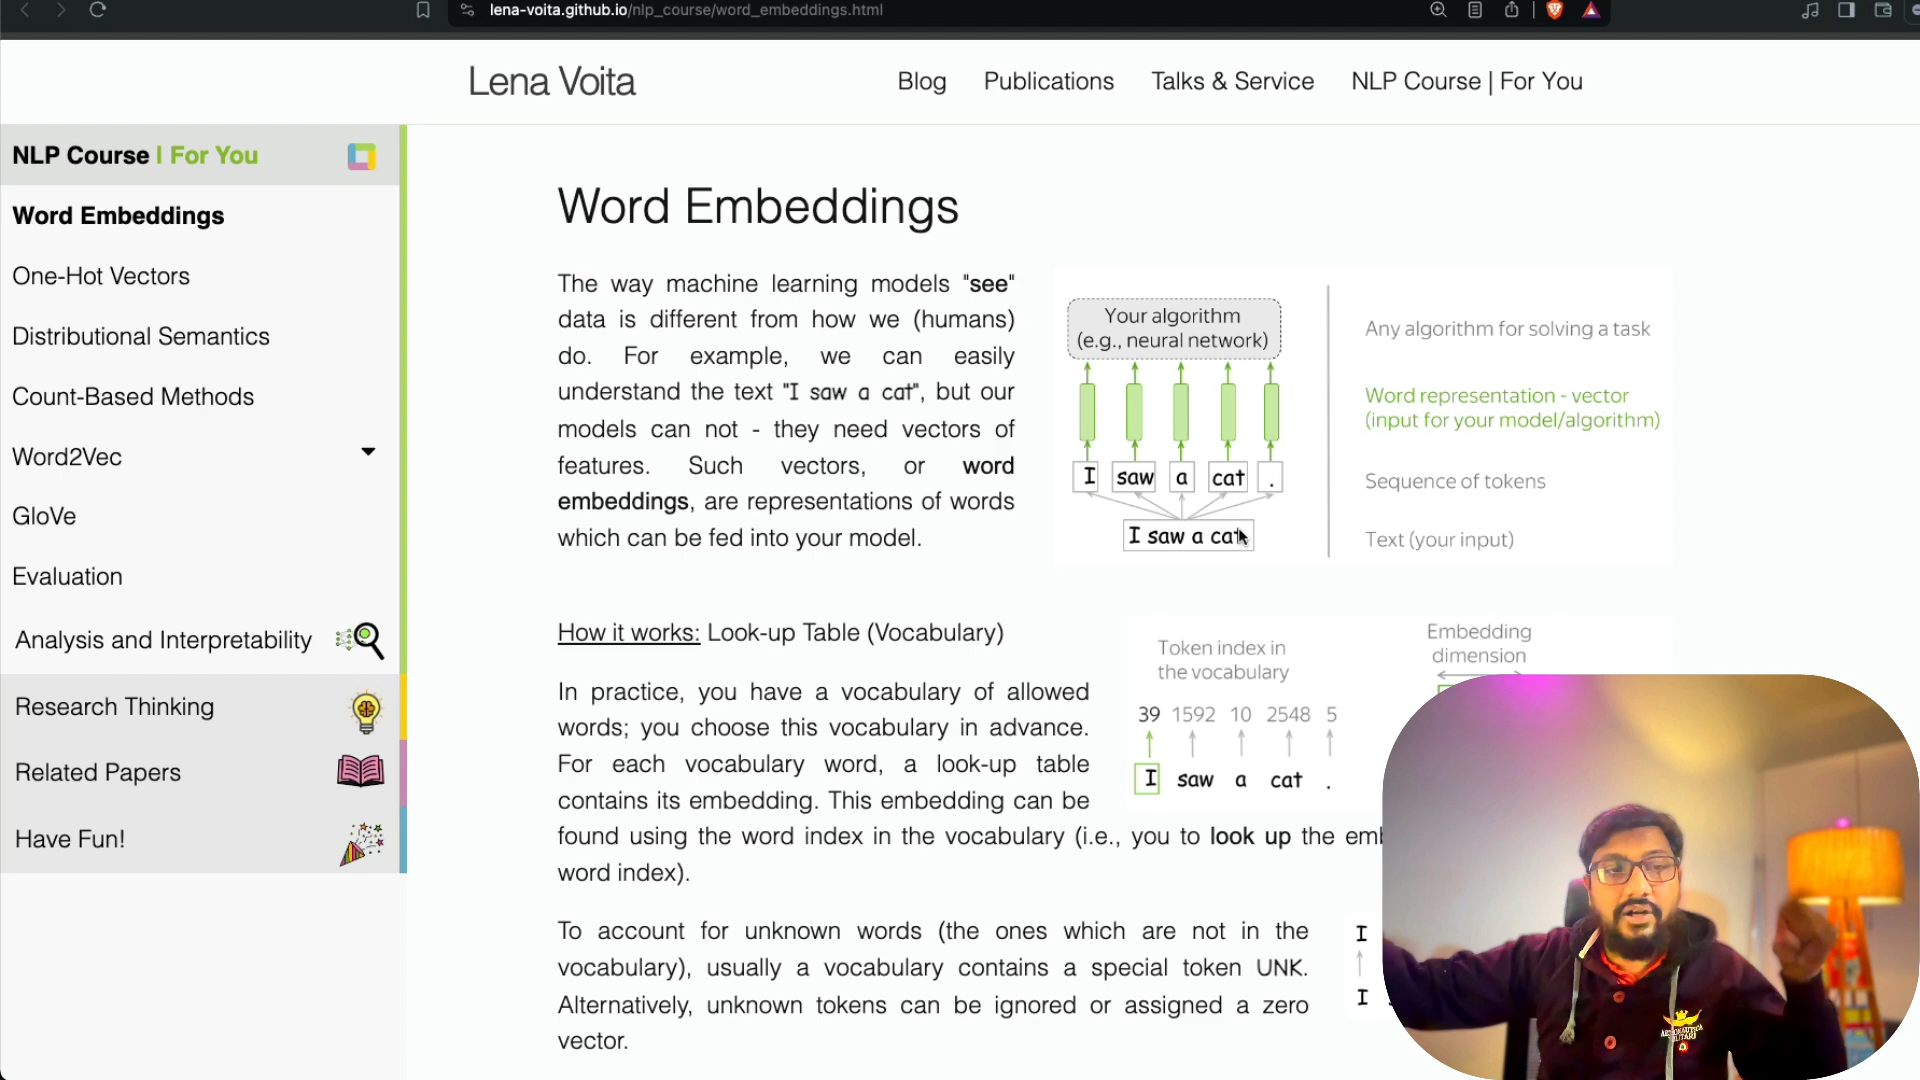 lena-voita.github.io/nlp_course/word_embeddings.html
Lena Voita
Blog
Publications
Talks & Service
NLP Course | For You
NLP Course | For You
Word Embeddings
One-Hot Vectors
Distributional Semantics
Count-Based Methods
Word2Vec
GloVe
Evaluation
Analysis and Interpretability
Research Thinking
Related Papers
Have Fun!
Word Embeddings
The way machine learning models "see"
data is different from how we (humans)
do. For example, we can easily
understand the text "I saw a cat", but our
models can not - they need vectors of
features. Such vectors, or word
embeddings, are representations of words
which can be fed into your model.
Your algorithm
(e.g., neural network)
I saw a cat .
I saw a cat
Any algorithm for solving a task
Word representation - vector
(input for your model/algorithm)
Sequence of tokens
Text (your input)
How it works: Look-up Table (Vocabulary)
In practice, you have a vocabulary of allowed
words; you choose this vocabulary in advance.
For each vocabulary word, a look-up table
contains its embedding. This embedding can be
found using the word index in the vocabulary (i.e., you to look up the
word index).
Token index in
the vocabulary
Embedding
dimension
39 1592 10 2548 5
I saw a cat .
To account for unknown words (the ones which are not in the
vocabulary), usually a vocabulary contains a special token UNK.
Alternatively, unknown tokens can be ignored or assigned a zero
vector.
I
I